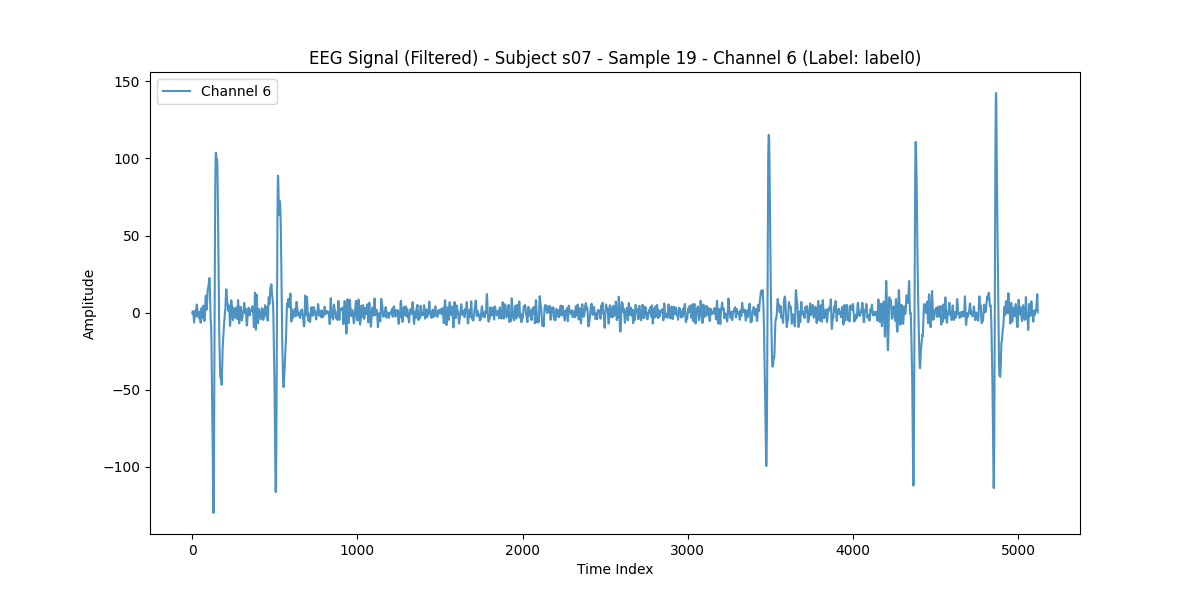 EEG Signal (Filtered) - Subject s07 - Sample 19 - Channel 6 (Label: label0)
Channel 6
150
100
50
0
−50
−100
Amplitude
0 1000 2000 3000 4000 5000
Time Index